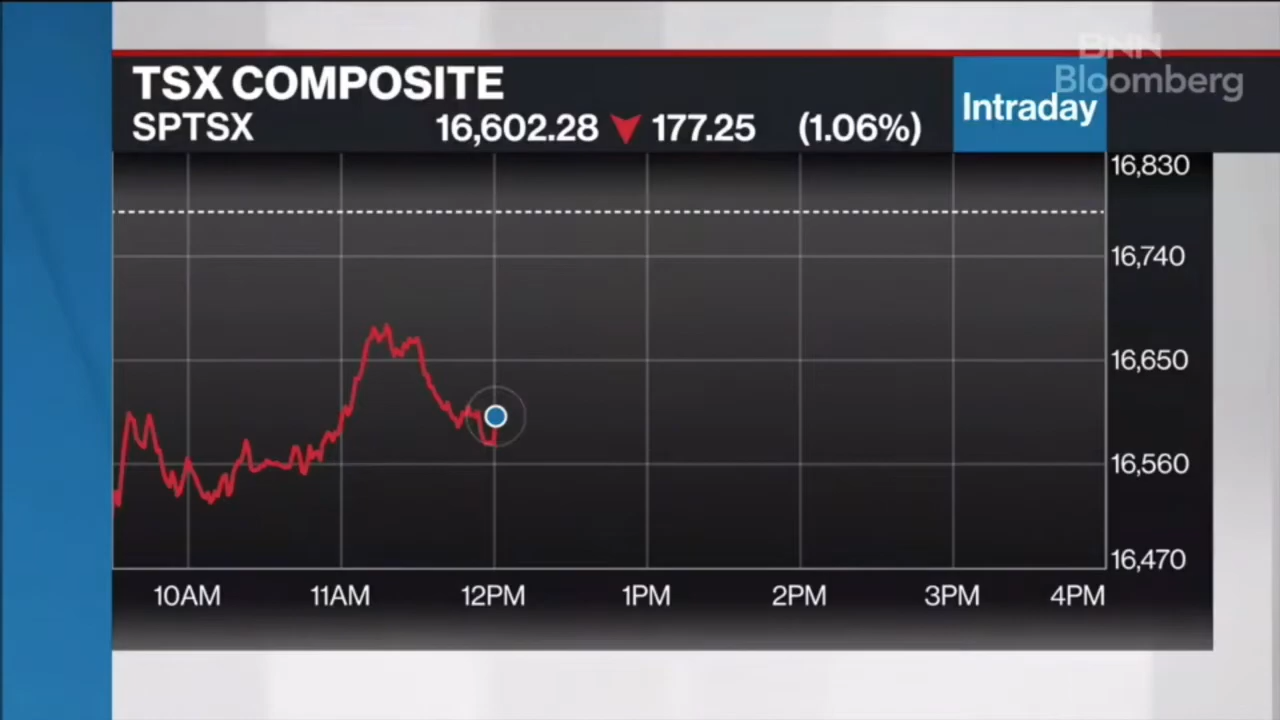 BNN
Bloomberg
TSX COMPOSITE
SPTSX 16,602.28 177.25 (1.06%)
Intraday
16,830
16,740
16,650
16,560
16,470
10AM 11AM 12PM 1PM 2PM 3PM 4PM